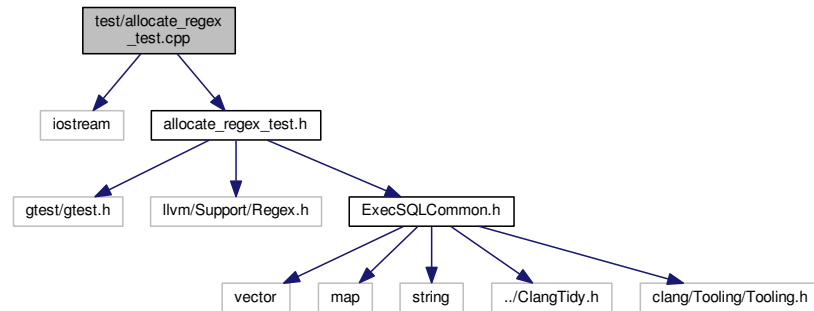 test/allocate_regex
_test.cpp
iostream
allocate_regex_test.h
gtest/gtest.h
llvm/Support/Regex.h
ExecSQLCommon.h
vector
map
string
../ClangTidy.h
clang/Tooling/Tooling.h